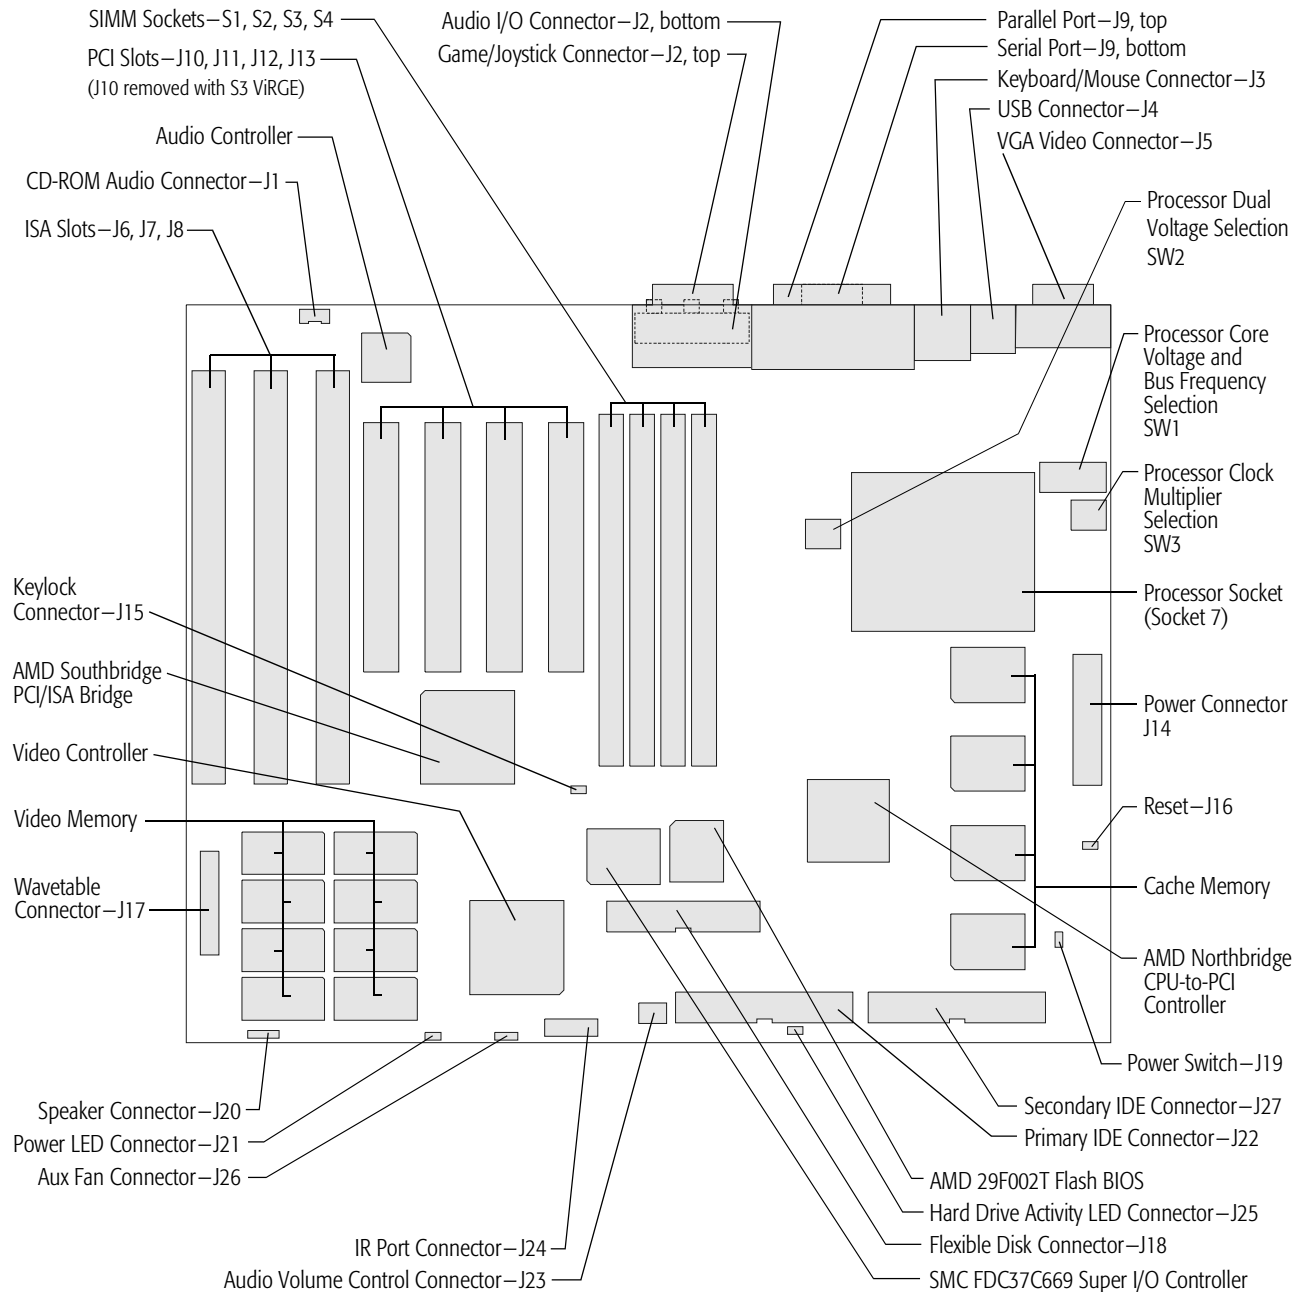 SIMM Sockets–S1, S2, S3, S4
PCI Slots–J10, J11, J12, J13
(J10 removed with S3 ViRGE)
Audio Controller
CD-ROM Audio Connector–J1
ISA Slots–J6, J7, J8
Audio I/O Connector–J2, bottom
Game/Joystick Connector–J2, top
Parallel Port–J9, top
Serial Port–J9, bottom
Keyboard/Mouse Connector–J3
USB Connector–J4
VGA Video Connector–J5
Processor Dual
Voltage Selection
SW2
Processor Core
Voltage and
Bus Frequency
Selection
SW1
Processor Clock
Multiplier
Selection
SW3
Processor Socket
(Socket 7)
Power Connector
J14
Reset–J16
Cache Memory
AMD Northbridge
CPU-to-PCI
Controller
Power Switch–J19
Keylock
Connector–J15
AMD Southbridge
PCI/ISA Bridge
Video Controller
Video Memory
Wavetable
Connector–J17
Speaker Connector–J20
Power LED Connector–J21
Aux Fan Connector–J26
IR Port Connector–J24
Audio Volume Control Connector–J23
Secondary IDE Connector–J27
Primary IDE Connector–J22
AMD 29F002T Flash BIOS
Hard Drive Activity LED Connector–J25
Flexible Disk Connector–J18
SMC FDC37C669 Super I/O Controller